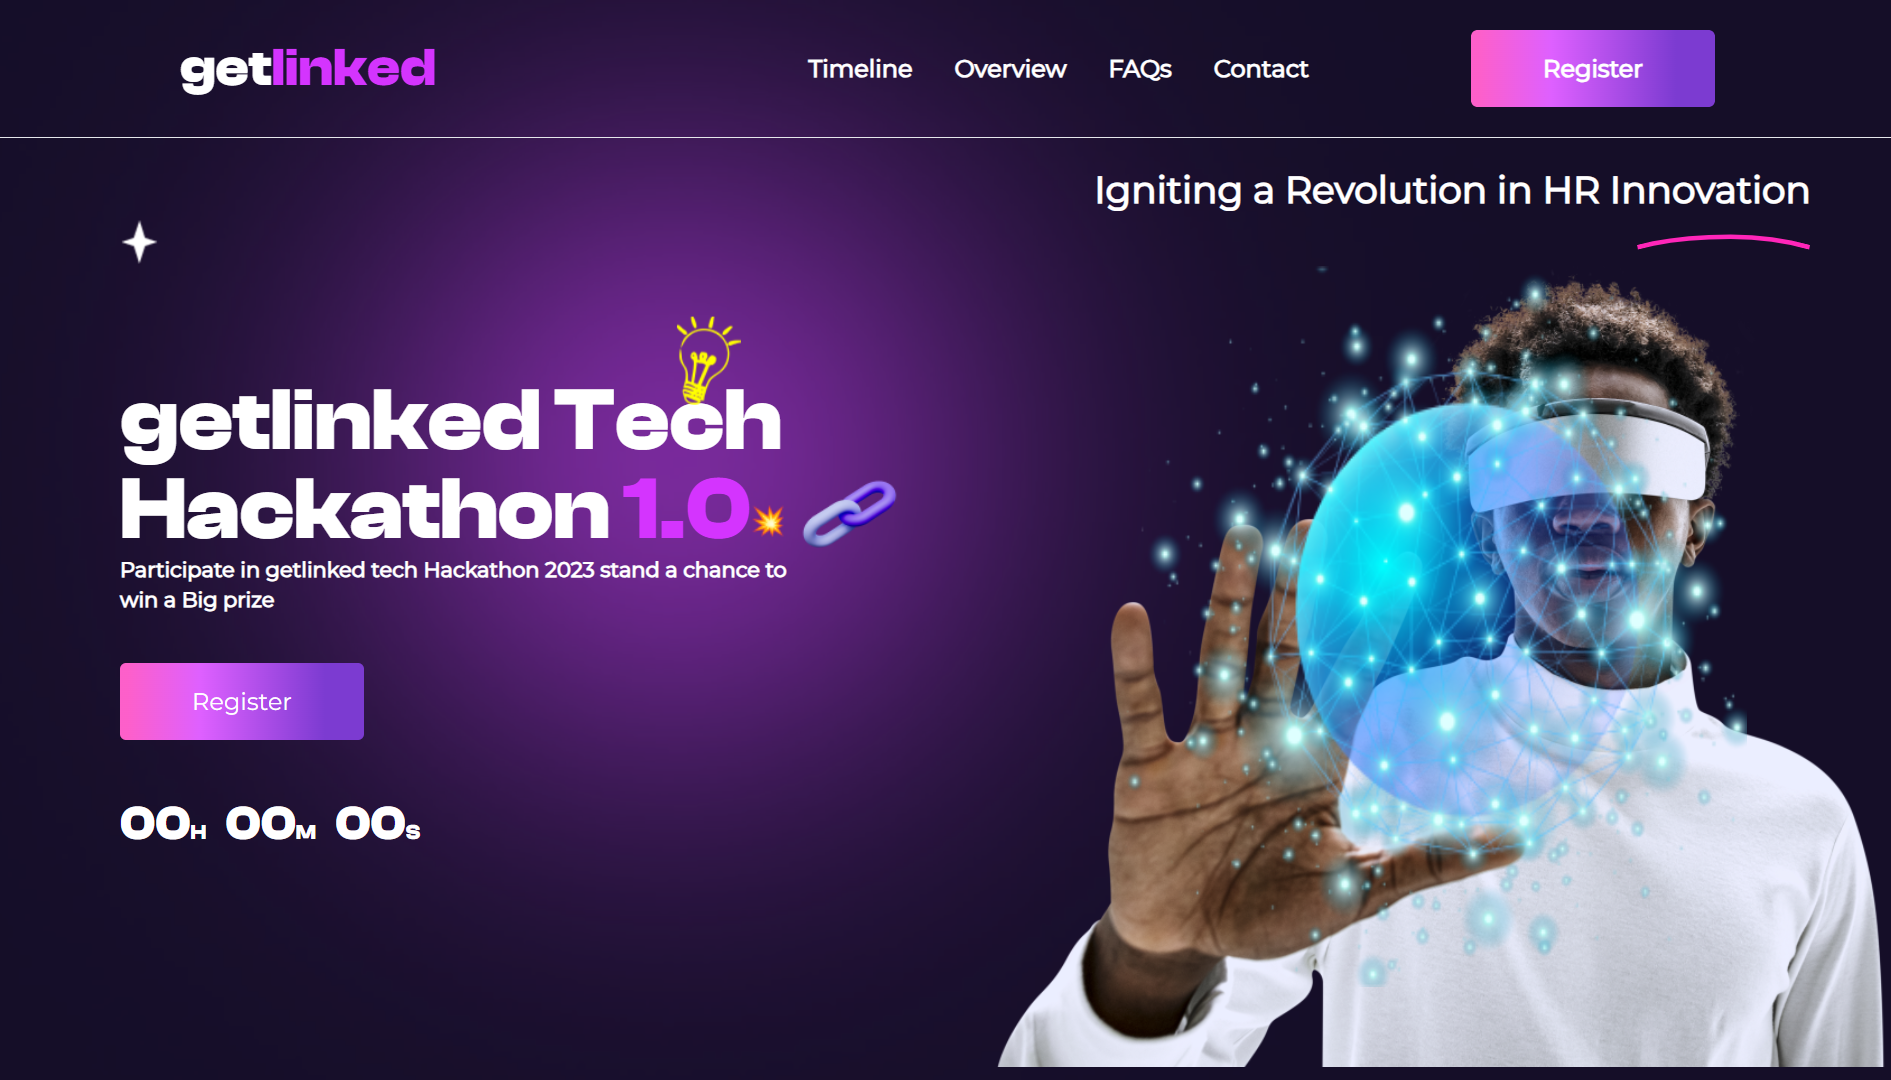 getlinked
Timeline Overview FAQs Contact
Register
Igniting a Revolution in HR Innovation
getlinked Tech
Hackathon 1.0
Participate in getlinked tech Hackathon 2023 stand a chance to
win a Big prize
Register
00H 00M 00S